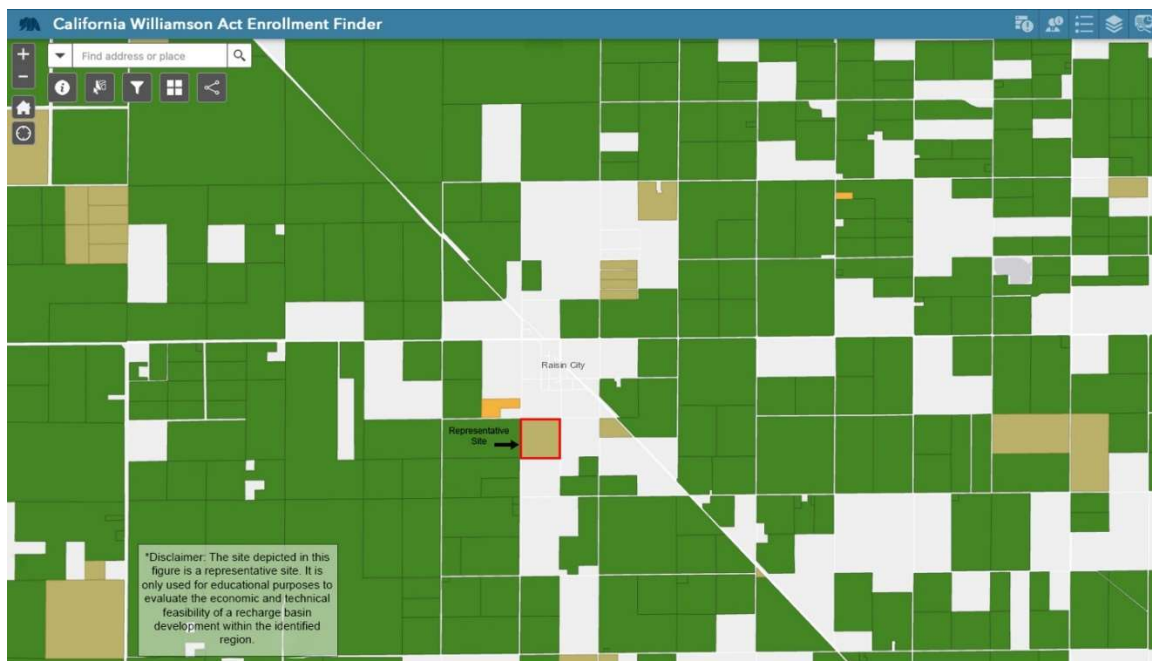 California Williamson Act Enrollment Finder
Find address or place
Raisin City
Representative
Site
*Disclaimer: The site depicted in this
figure is a representative site. It is
only used for educational purposes to
evaluate the economic and technical
feasibility of a recharge basin
development within the identified
region.